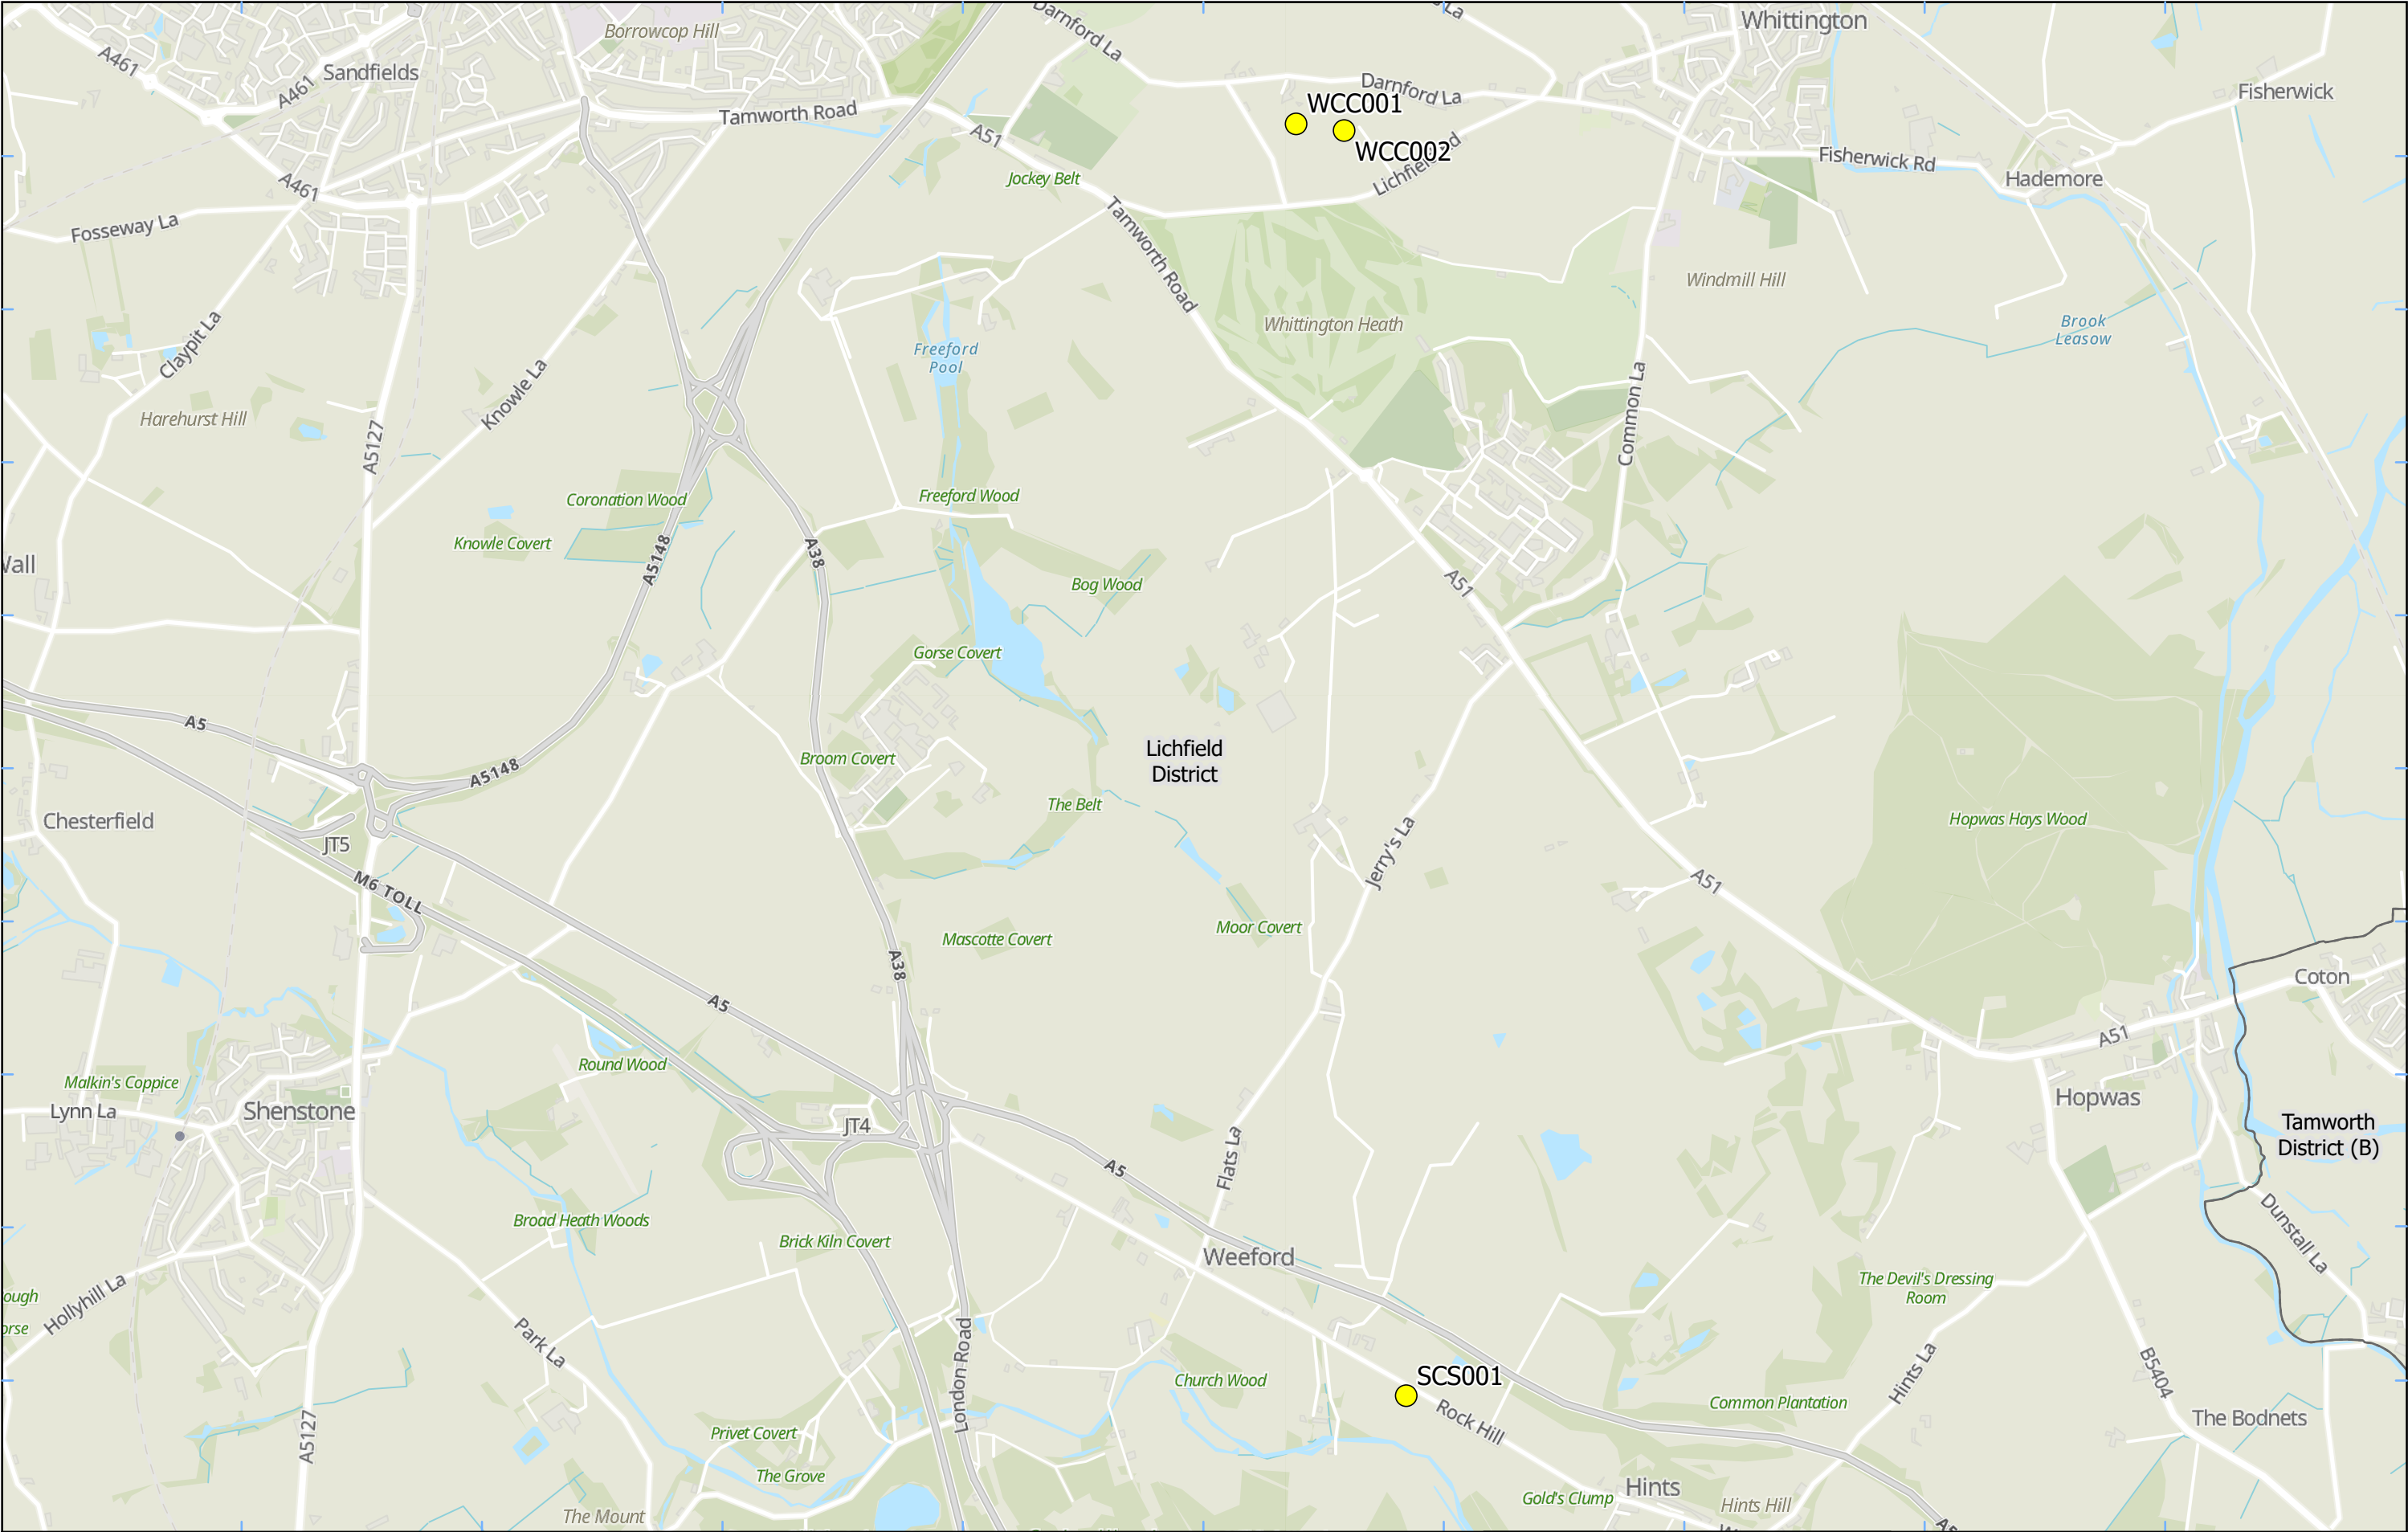 Borrowcop Hill
Darnford La
Whittington
A461
Sandfields
A461
Darnford La
WCC001
Fisherwick
Tamworth Road
A51
WCC002
Lichfield Rd
Fisherwick Rd
Hademore
A461
Jockey Belt
Fosseway La
Tamworth Road
Windmill Hill
Whittington Heath
Brook
Leasow
Claypit La
Freeford
Pool
Knowle La
Harehurst Hill
Common La
A5127
Coronation Wood
Freeford Wood
Knowle Covert
A5148
A38
Bog Wood
A51
Gorse Covert
A5
Lichfield
District
Broom Covert
A5148
The Belt
Chesterfield
JT5
Jerry's La
Hopwas Hays Wood
M6 TOLL
A51
Moor Covert
Mascotte Covert
A38
Coton
A5
A51
Round Wood
Malkin's Coppice
Lynn La
Shenstone
Hopwas
JT4
Tamworth
District (B)
A5
Flats La
Broad Heath Woods
Brick Kiln Covert
Weeford
Dunstall La
The Devil's Dressing
Room
Hollyhill La
Park La
London Road
SCS001
Church Wood
Hints La
B5404
Common Plantation
Rock Hill
The Bodnets
A5127
Privet Covert
The Grove
Hints
Gold's Clump
Hints Hill
The Mount
A5